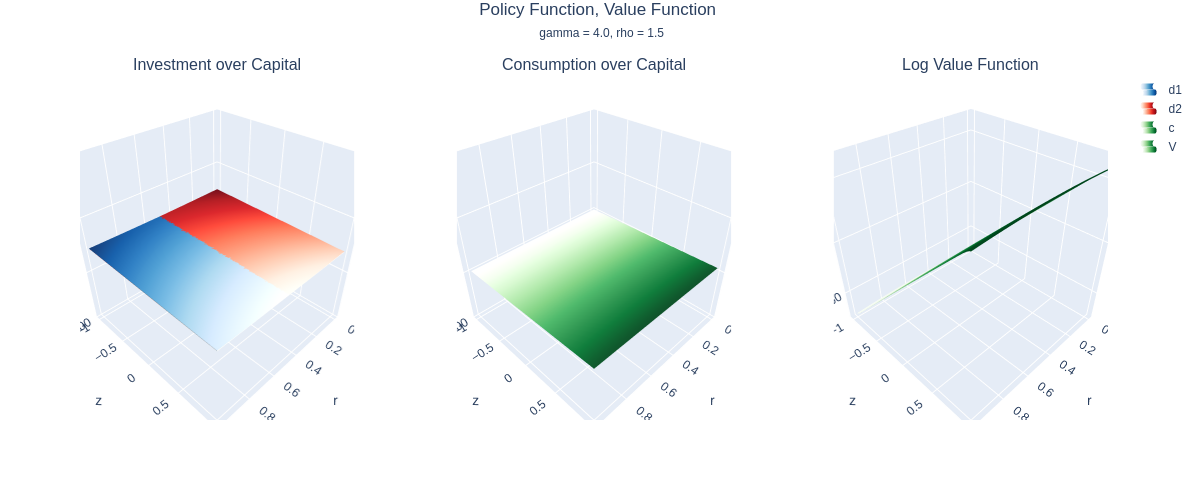 Policy Function, Value Function
gamma = 4.0, rho = 1.5
Investment over Capital
Consumption over Capital
Log Value Function
d1
d2
c
V
−0.5
0
0.5
z
0
0.2
0.4
0.6
0.8
r
−0.5
0
0.5
z
0
0.2
0.4
0.6
0.8
r
−1
−0.5
0
0.5
z
0
0.2
0.4
0.6
0.8
r